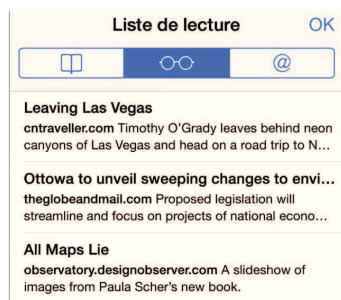 Liste de lecture OK
@
Leaving Las Vegas
cntraveller.com Timothy O'Grady leaves behind neon
canyons of Las Vegas and head on a road trip to N...
Ottowa to unveil sweeping changes to envi...
theglobeandmail.com Proposed legislation will
streamline and focus on projects of national econo...
All Maps Lie
observatory.designobserver.com A slideshow of
images from Paula Scher's new book.